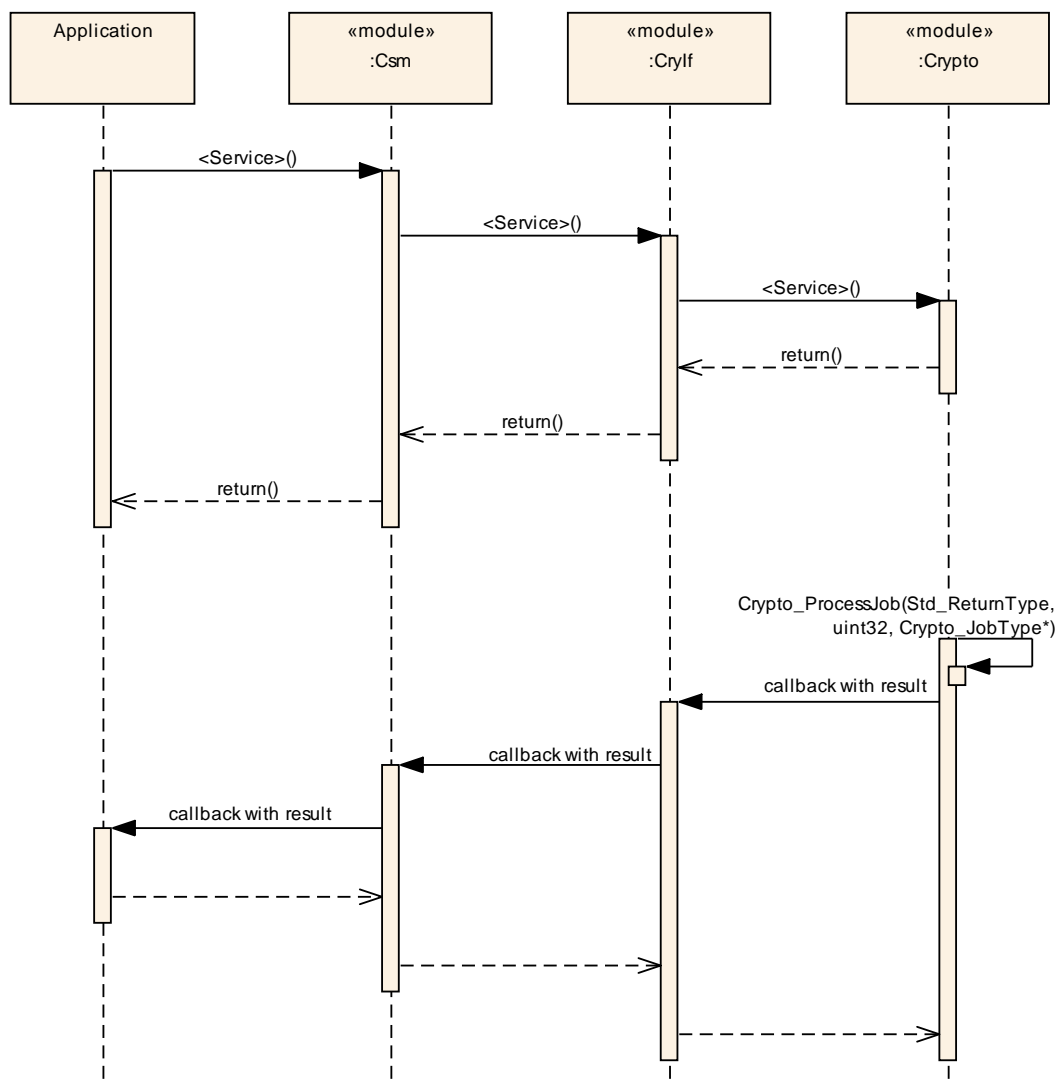 Application
«module»
:Csm
«module»
:CryIf
«module»
:Crypto
<Service>()
<Service>()
<Service>()
return()
return()
return()
Crypto_ProcessJob(Std_ReturnType,
uint32, Crypto_JobType*)
callback with result
callback with result
callback with result